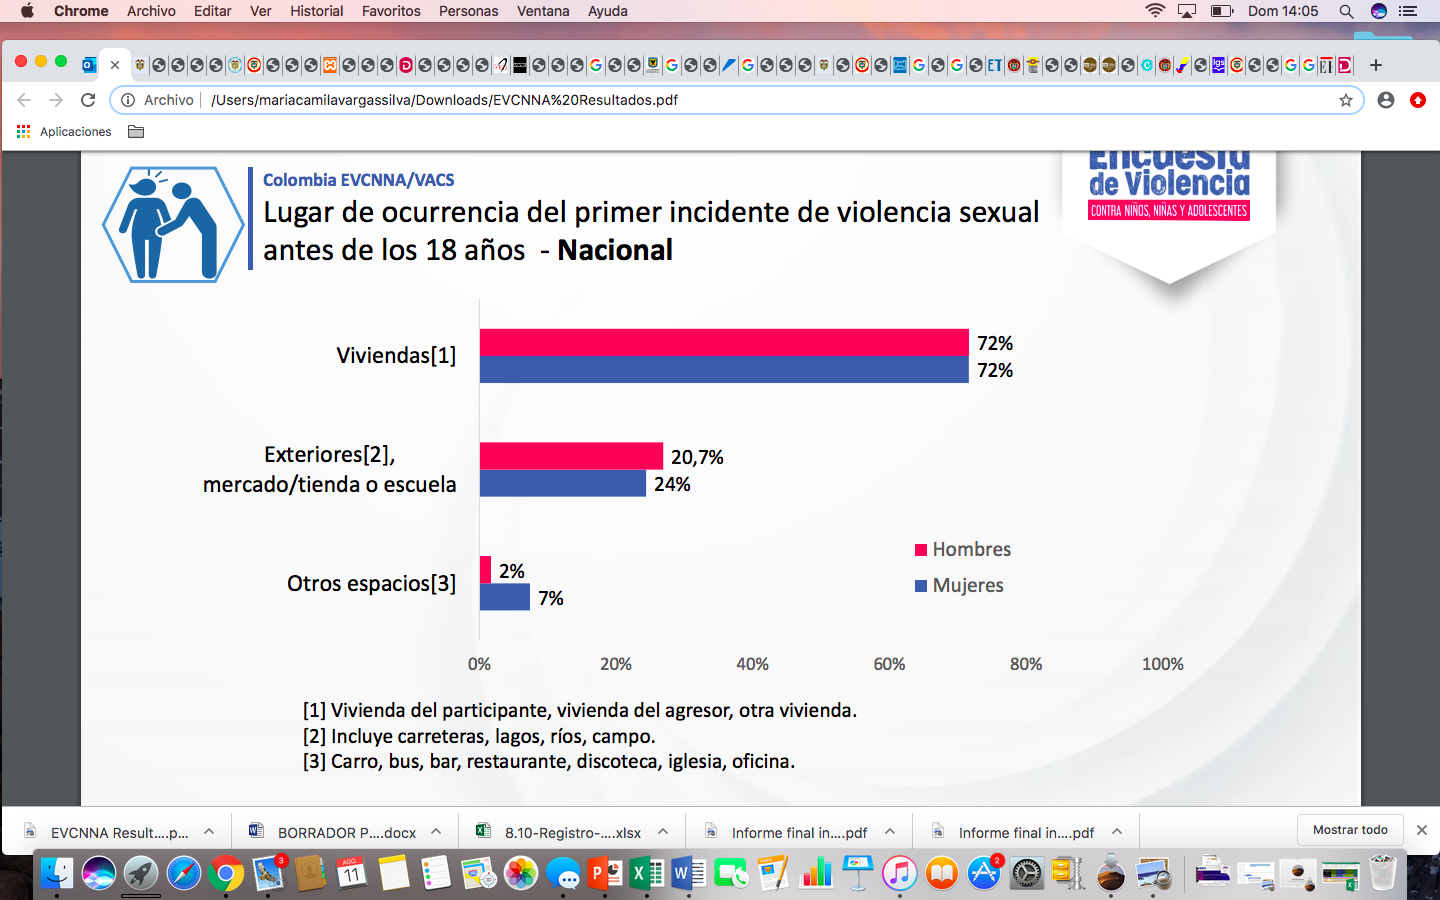 Chrome Archivo Editar Ver Historial Favoritos Personas Ventana Ayuda Dom 14:05
Archivo /Users/mariacamilavargassilva/Downloads/EVCNNA%20Resultados.pdf
Aplicaciones
Encuesta
de Violencia
CONTRA NIÑOS, NIÑAS Y ADOLESCENTES
Colombia EVCNNA/VACS
Lugar de ocurrencia del primer incidente de violencia sexual
antes de los 18 años - Nacional
Viviendas[1]
72%
72%
Exteriores[2],
mercado/tienda o escuela
20,7%
24%
Otros espacios[3]
2%
7%
Hombres
Mujeres
0% 20% 40% 60% 80% 100%
[1] Vivienda del participante, vivienda del agresor, otra vivienda.
[2] Incluye carreteras, lagos, ríos, campo.
[3] Carro, bus, bar, restaurante, discoteca, iglesia, oficina.
EVCNNA Result....p... BORRADOR P....docx 8.10-Registro-....xlsx Informe final in....pdf Informe final in....pdf Mostrar todo
3 AGO. 11 2